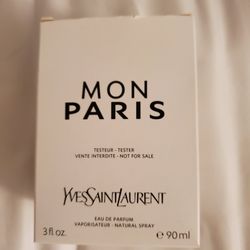 MON
PARIS
TESTEUR - TESTER
VENTE INTERDITE - NOT FOR SALE
YVESSAINTLAURENT
EAU DE PARFUM
VAPORISATEUR - NATURAL SPRAY
3 fl.oz. e 90 ml